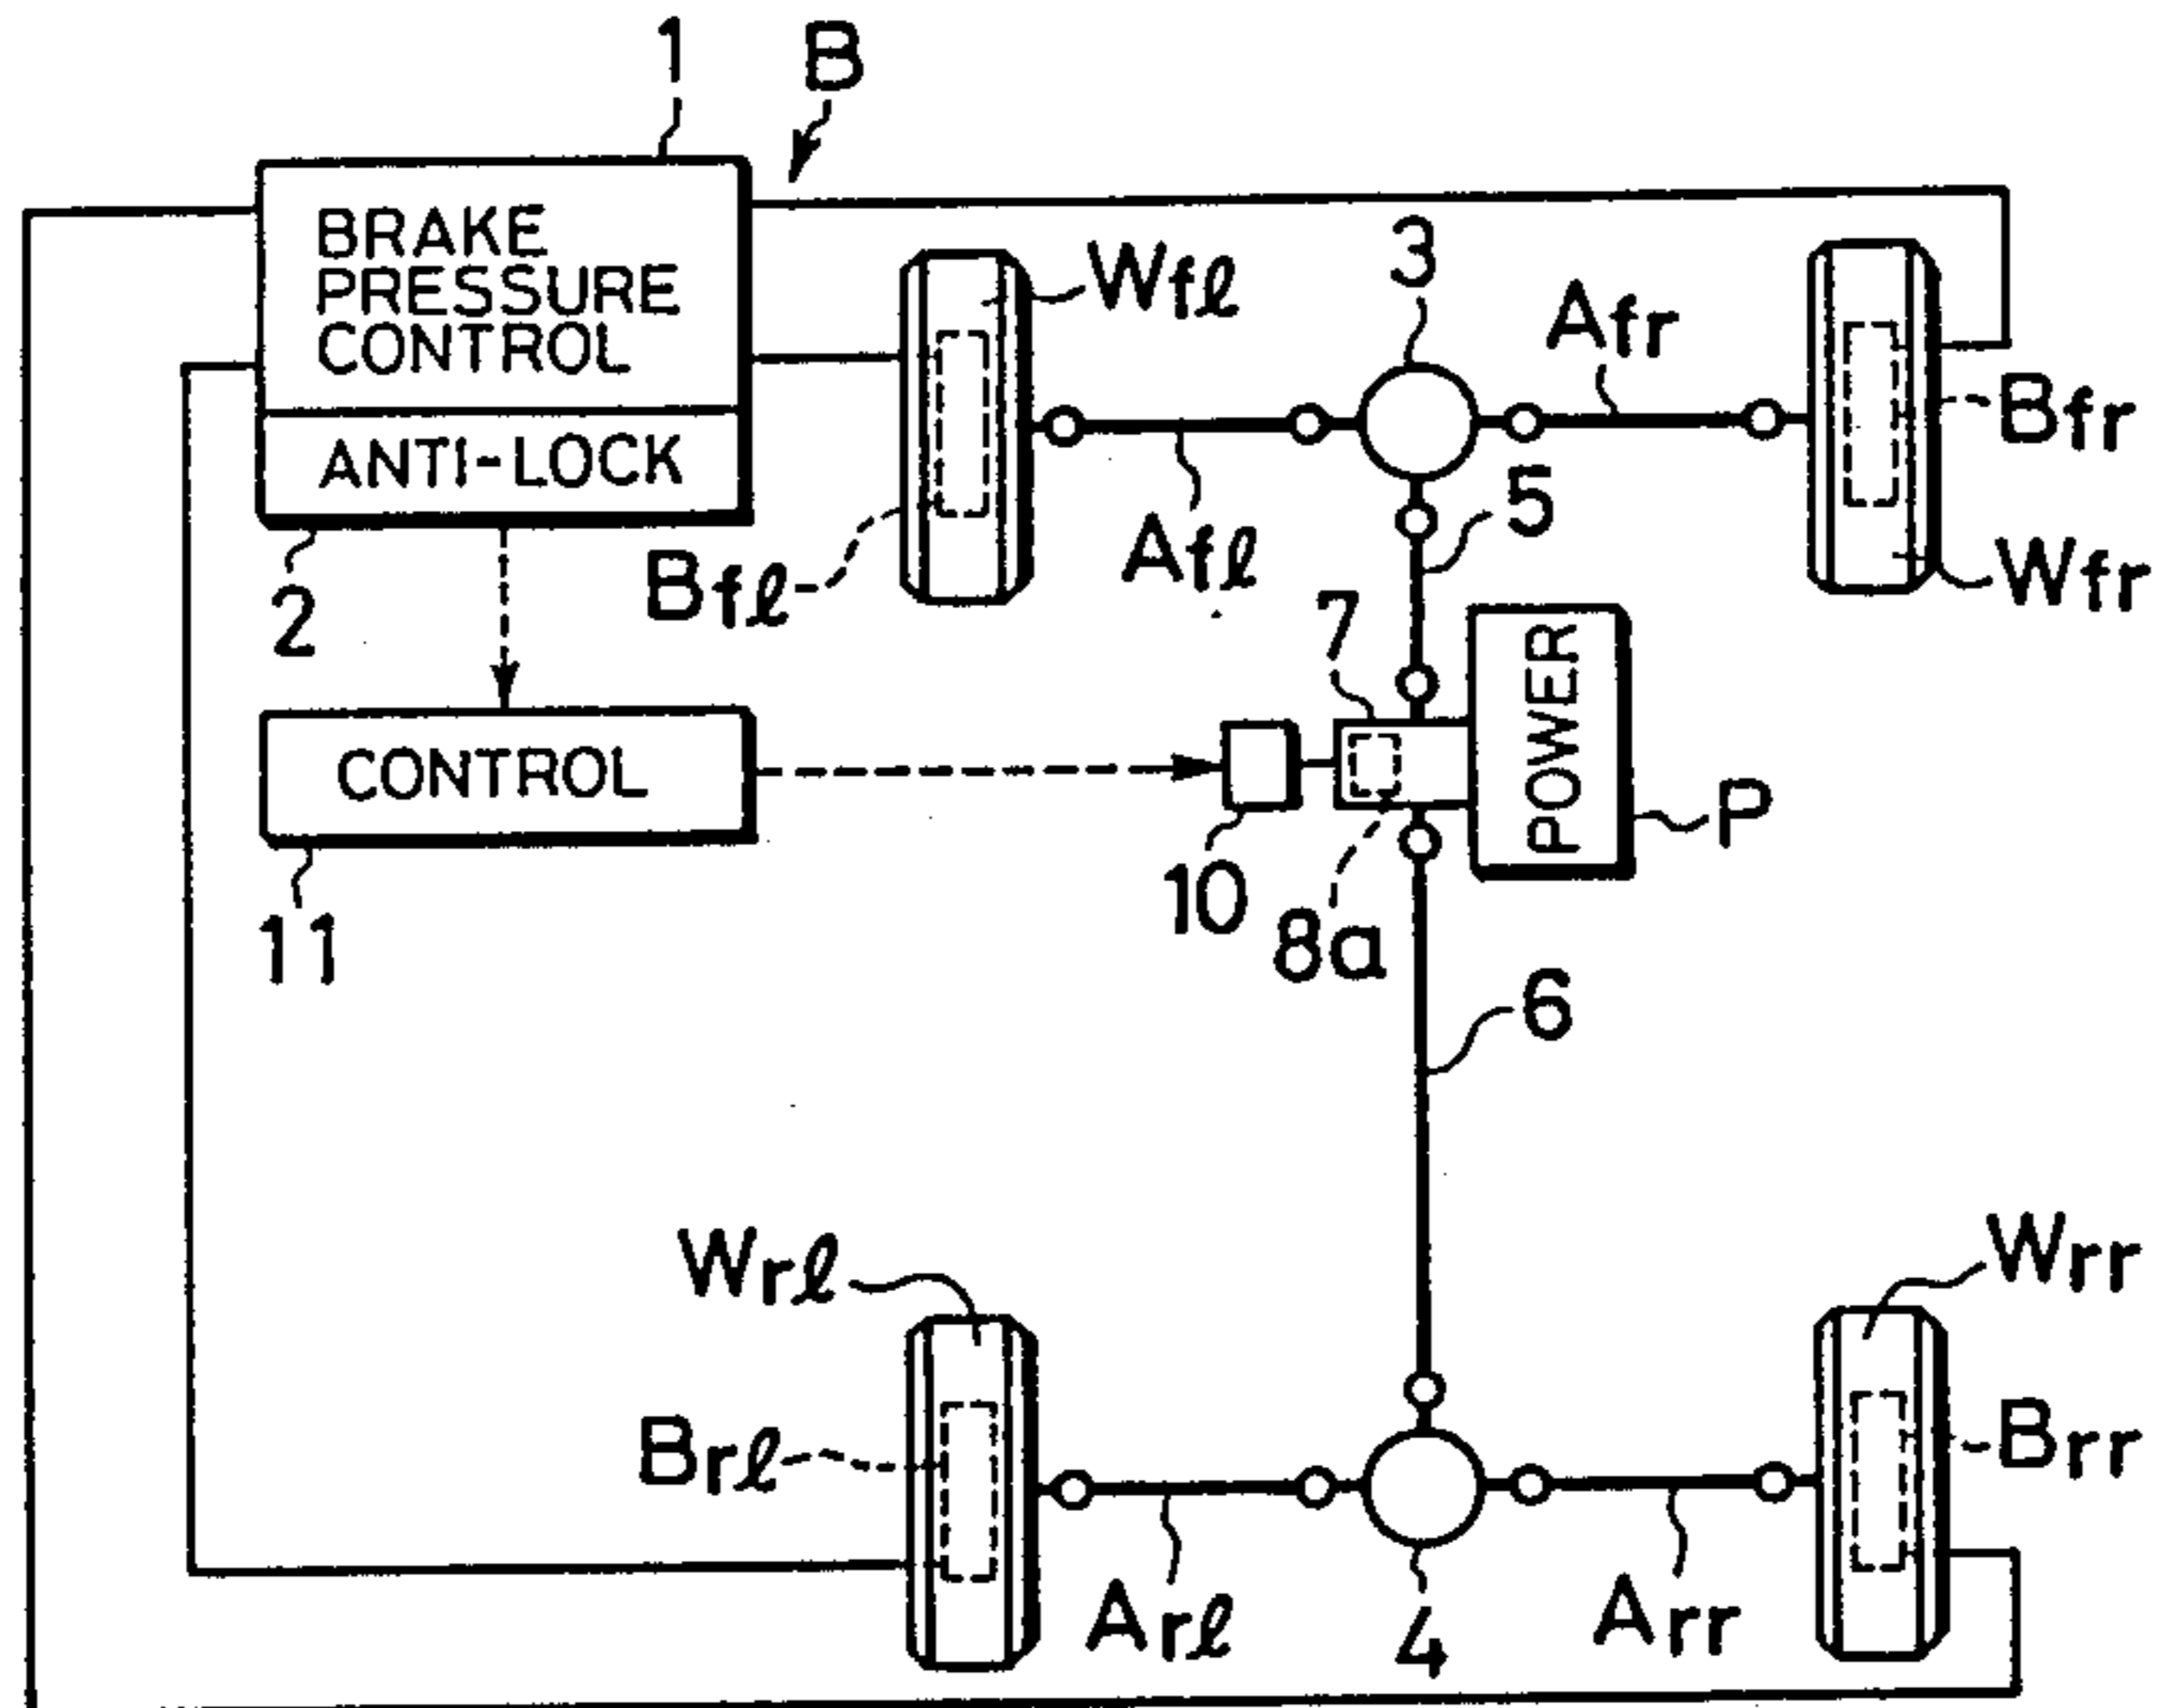 1
B
BRAKE
PRESSURE
CONTROL
ANTI-LOCK
2
Wfℓ
3
Afr
Bfr
Bfℓ
Afℓ
5
Wfr
7
POWER
CONTROL
P
10
11
8a
6
Wrℓ
Wrr
Brℓ
Brr
Arℓ
4
Arr